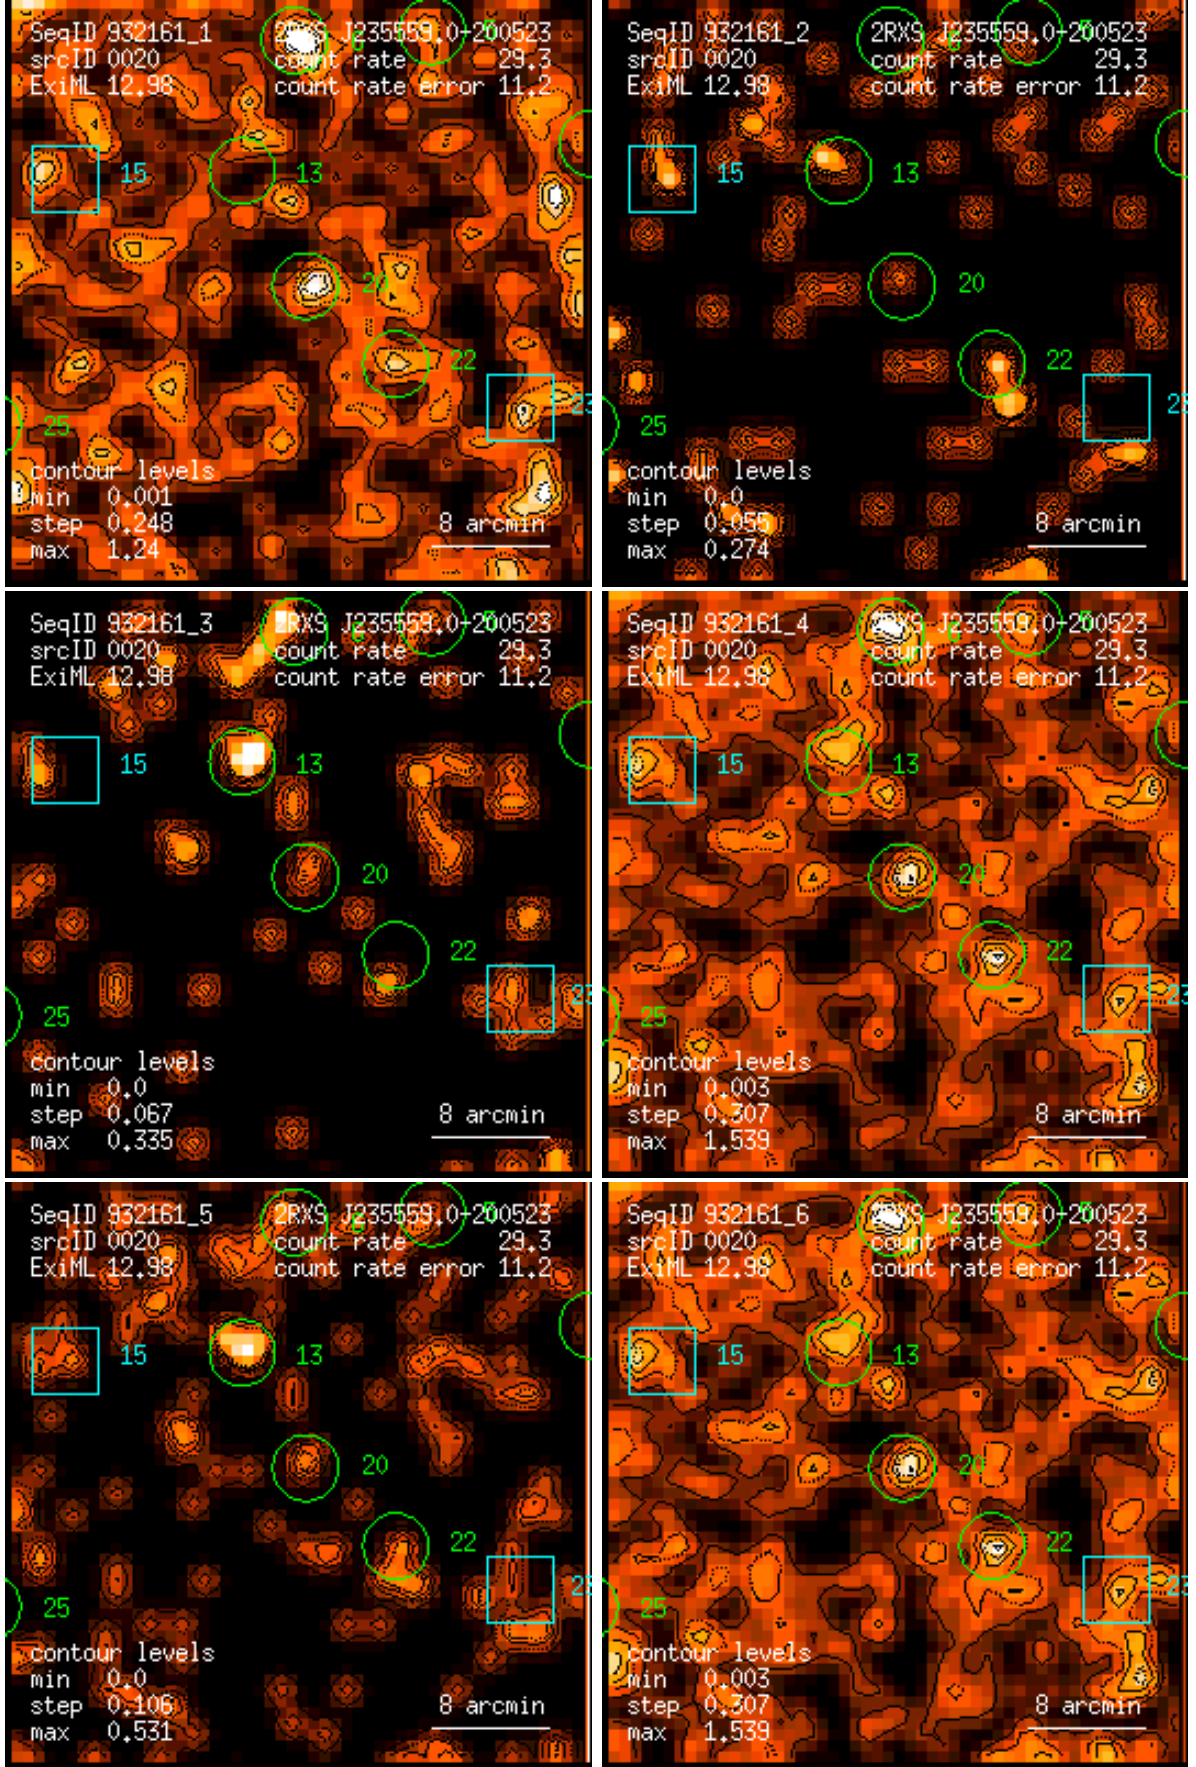 SeqID 932161_1 2RXS J235559.0+200523
srcID 0020 count rate 29.3
ExiML 12.98 count rate error 11.2
15
13
20
22
23
25
contour levels
min 0.001
step 0.248
max 1.24
8 arcmin
SeqID 932161_2 2RXS J235559.0+200523
srcID 0020 count rate 29.3
ExiML 12.98 count rate error 11.2
15
13
20
22
23
25
contour levels
min 0.0
step 0.055
max 0.274
8 arcmin
SeqID 932161_3 2RXS J235559.0+200523
srcID 0020 count rate 29.3
ExiML 12.98 count rate error 11.2
15
13
20
22
23
25
contour levels
min 0.0
step 0.067
max 0.335
8 arcmin
SeqID 932161_4 2RXS J235559.0+200523
srcID 0020 count rate 29.3
ExiML 12.98 count rate error 11.2
15
13
20
22
23
25
contour levels
min 0.003
step 0.307
max 1.539
8 arcmin
SeqID 932161_5 2RXS J235559.0+200523
srcID 0020 count rate 29.3
ExiML 12.98 count rate error 11.2
15
13
20
22
23
25
contour levels
min 0.0
step 0.106
max 0.531
8 arcmin
SeqID 932161_6 2RXS J235559.0+200523
srcID 0020 count rate 29.3
ExiML 12.98 count rate error 11.2
15
13
20
22
23
25
contour levels
min 0.003
step 0.307
max 1.539
8 arcmin